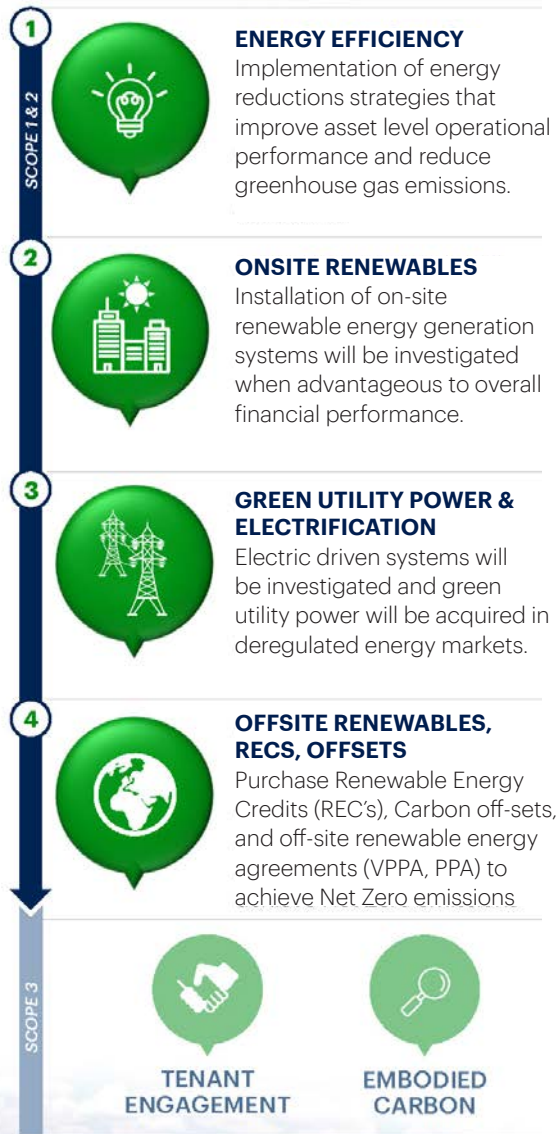 1
SCOPE 1 & 2
ENERGY EFFICIENCY
Implementation of energy
reductions strategies that
improve asset level operational
performance and reduce
greenhouse gas emissions.
2
ONSITE RENEWABLES
Installation of on-site
renewable energy generation
systems will be investigated
when advantageous to overall
financial performance.
3
GREEN UTILITY POWER &
ELECTRIFICATION
Electric driven systems will
be investigated and green
utility power will be acquired in
deregulated energy markets.
4
OFFSITE RENEWABLES,
RECS, OFFSETS
Purchase Renewable Energy
Credits (REC’s), Carbon off-sets,
and off-site renewable energy
agreements (VPPA, PPA) to
achieve Net Zero emissions
SCOPE 3
TENANT
ENGAGEMENT
EMBODIED
CARBON